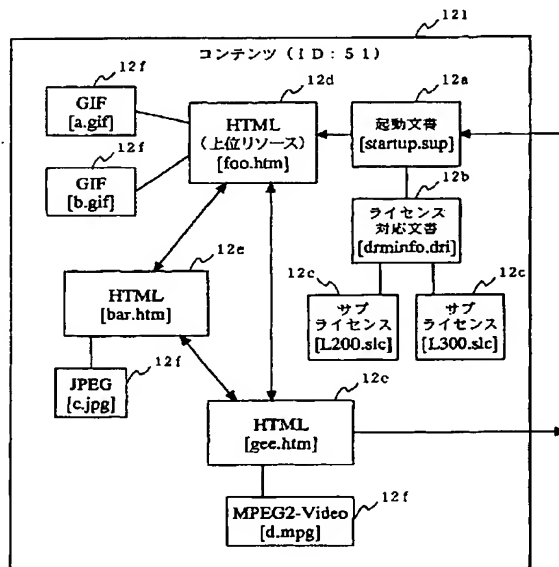 121
コンテンツ(ID:51)
12f
GIF
[a.gif]
12d
HTML
(上位リソース)
[foo.htm]
12a
起動文書
[startup.sup]
12f
GIF
[b.gif]
12b
ライセンス
対応文書
[drminfo.dri]
12e
HTML
[bar.htm]
12c
サブ
ライセンス
[L200.slc]
12c
サブ
ライセンス
[L300.slc]
12f
JPEG
[c.jpg]
12e
HTML
[gee.htm]
12f
MPEG2-Video
[d.mpg]